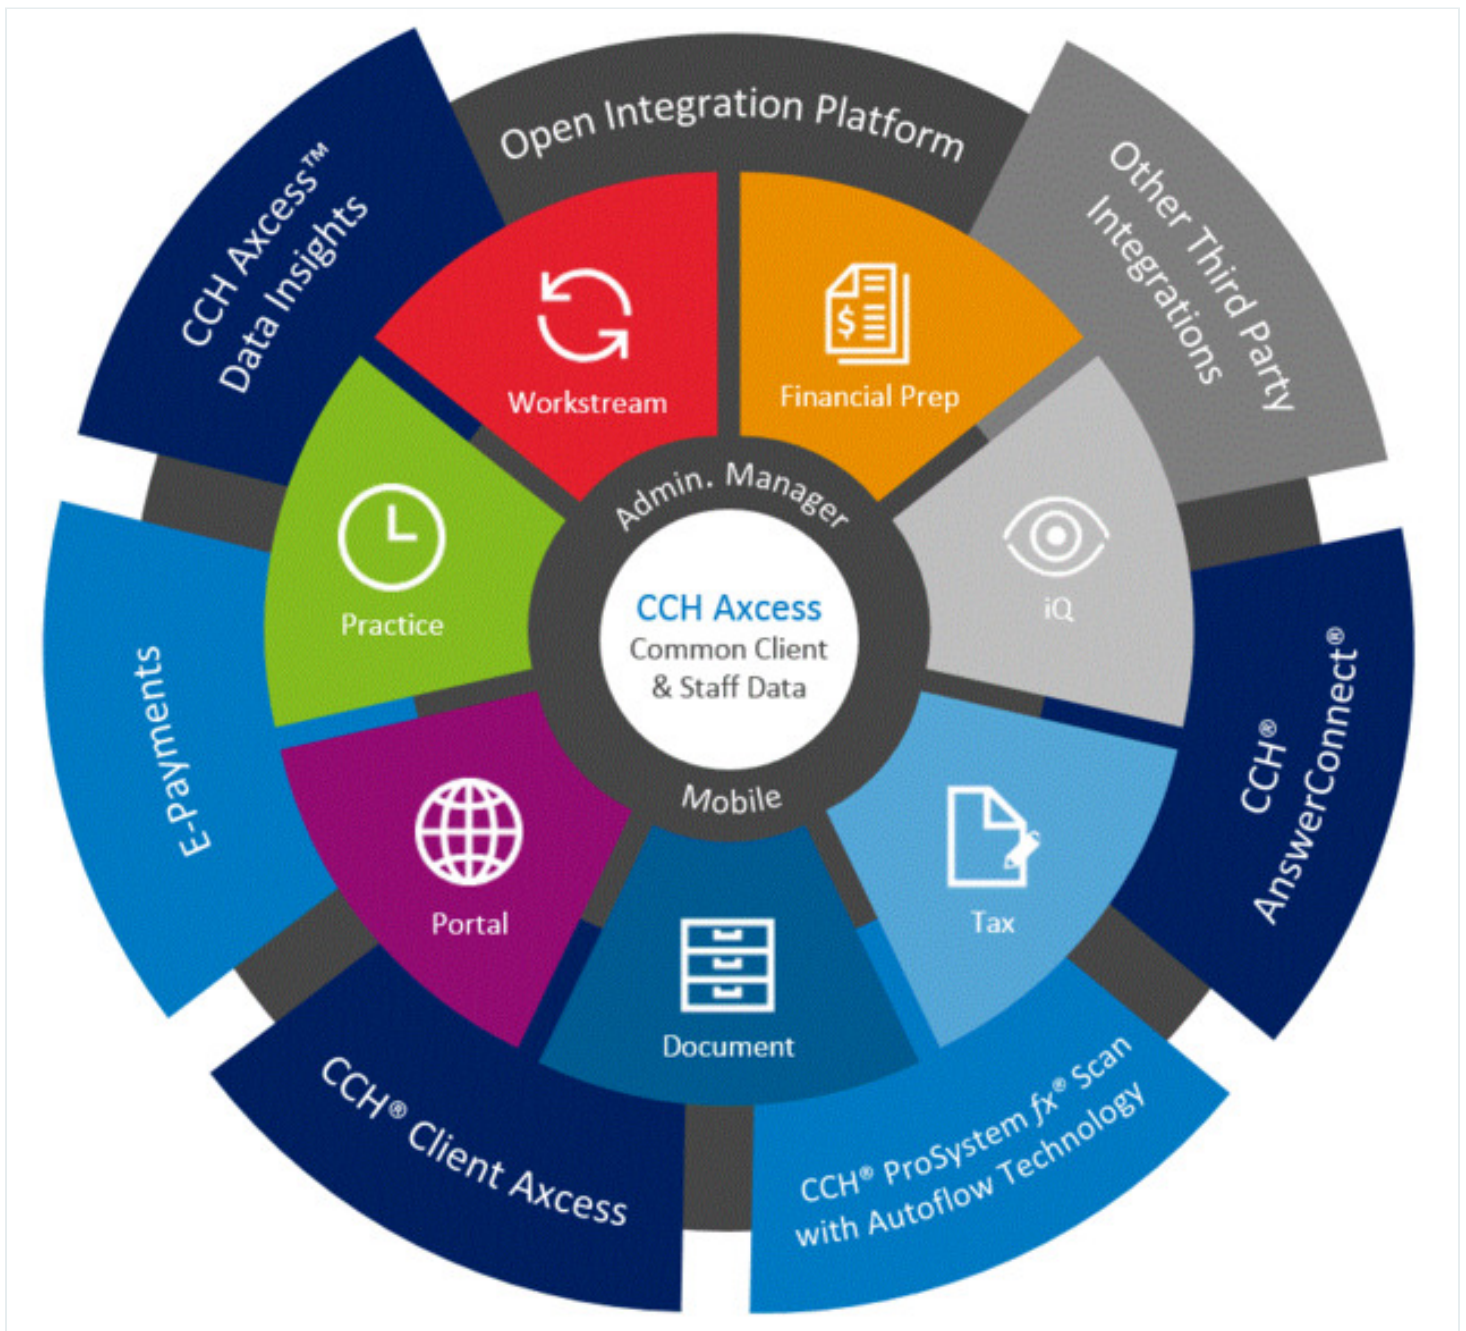 Open Integration Platform
CCH Axcess™
Data Insights
Other Third Party
Integrations
Workstream
Financial Prep
Admin. Manager
Practice
iQ
CCH Axcess
Common Client
& Staff Data
E-Payments
CCH®
AnswerConnect®
Mobile
Portal
Tax
Document
CCH® Client Axcess
CCH® ProSystem fx® Scan
with Autoflow Technology